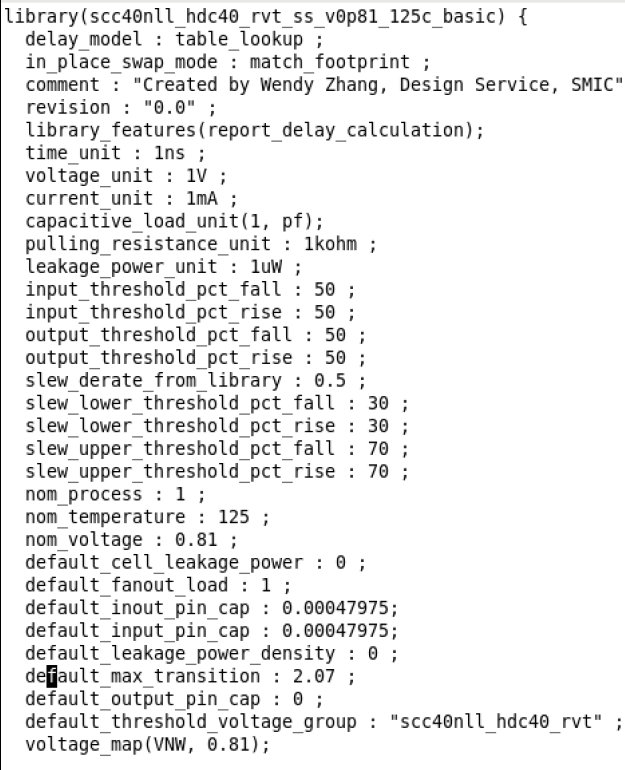 library(scc40nll_hdc40_rvt_ss_v0p81_125c_basic) {
delay_model : table_lookup ;
in_place_swap_mode : match_footprint ;
comment : "Created by Wendy Zhang, Design Service, SMIC"
revision : "0.0" ;
library_features(report_delay_calculation);
time_unit : 1ns ;
voltage_unit : 1V ;
current_unit : 1mA ;
capacitive_load_unit(1, pf);
pulling_resistance_unit : 1kohm ;
leakage_power_unit : 1uW ;
input_threshold_pct_fall : 50 ;
input_threshold_pct_rise : 50 ;
output_threshold_pct_fall : 50 ;
output_threshold_pct_rise : 50 ;
slew_derate_from_library : 0.5 ;
slew_lower_threshold_pct_fall : 30 ;
slew_lower_threshold_pct_rise : 30 ;
slew_upper_threshold_pct_fall : 70 ;
slew_upper_threshold_pct_rise : 70 ;
nom_process : 1 ;
nom_temperature : 125 ;
nom_voltage : 0.81 ;
default_cell_leakage_power : 0 ;
default_fanout_load : 1 ;
default_inout_pin_cap : 0.00047975;
default_input_pin_cap : 0.00047975;
default_leakage_power_density : 0 ;
default_max_transition : 2.07 ;
default_output_pin_cap : 0 ;
default_threshold_voltage_group : "scc40nll_hdc40_rvt" ;
voltage_map(VNW, 0.81);